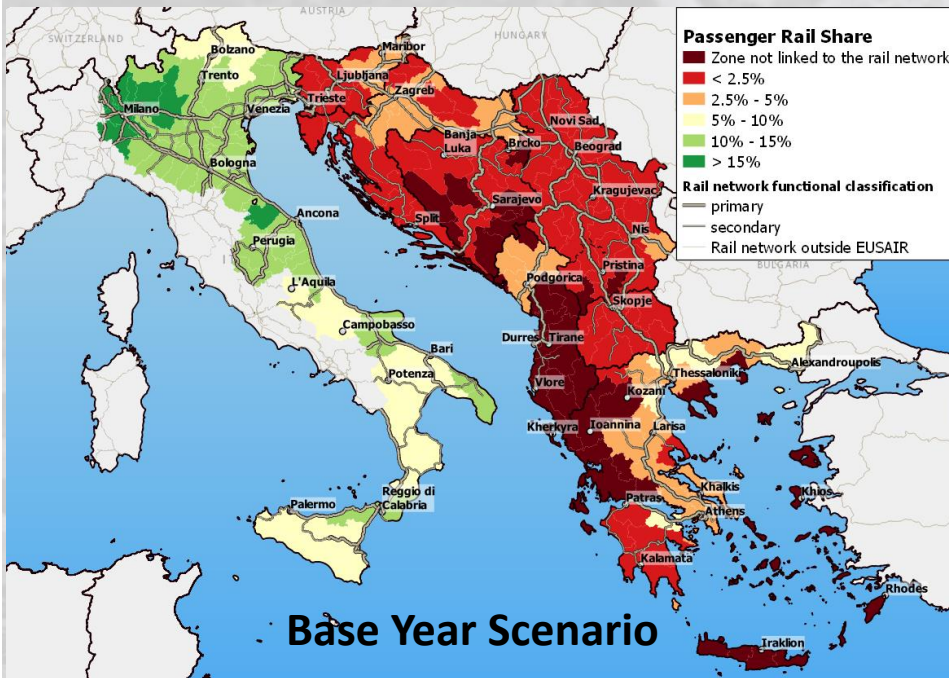 AUSTRIA
SWITZERLAND
HUNGARY
Passenger Rail Share
Zone not linked to the rail network
< 2.5%
2.5% - 5%
5% - 10%
10% - 15%
> 15%
Rail network functional classification
primary
secondary
Rail network outside EUSAIR
BULGARIA
Bolzano
Maribor
Trento
Ljubljana
Zagreb
Milano
Trieste
Venezia
Novi Sad
Banja
Luka
Brcko
Beograd
Bologna
Kragujevac
Sarajevo
Ancona
Split
Nis
Perugia
Pristina
L'Aquila
Podgorica
Skopje
Campobasso
Durres
Tirane
Bari
Thessaloniki
Alexandroupolis
Potenza
Vlore
Kozani
Kherkyra
Ioannina
Larisa
Reggio di
Calabria
Palermo
Khalkis
Khios
Patras
Athens
Kalamata
Rhodes
Base Year Scenario
Iraklion